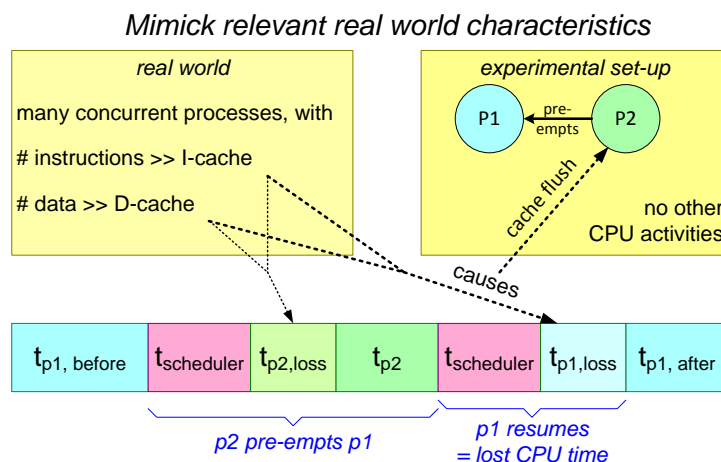 Mimick relevant real world characteristics
real world
many concurrent processes, with
# instructions >> I-cache
# data >> D-cache
experimental set-up
P1
pre-
empts
P2
cache flush
no other
CPU activities
causes
tp1, before
tscheduler
tp2,loss
tp2
tscheduler
tp1,loss
tp1, after
p2 pre-empts p1
p1 resumes
= lost CPU time